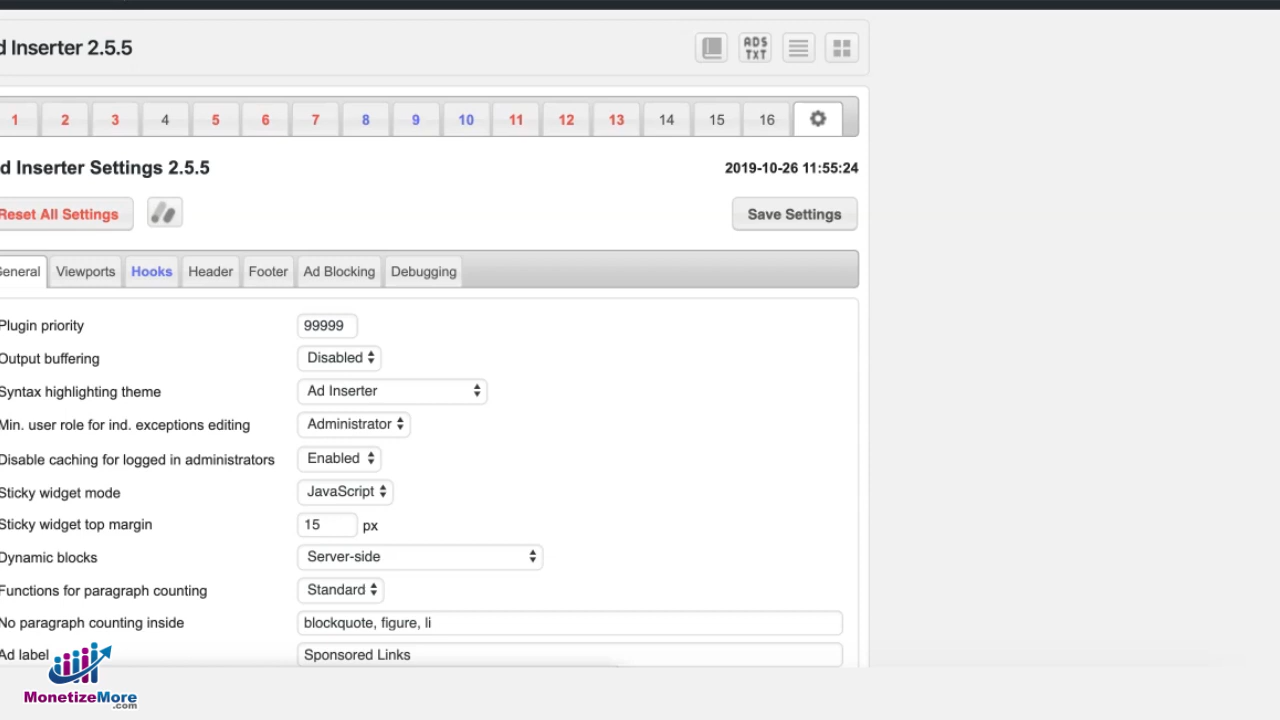 d Inserter 2.5.5
ADS
TXT
1 2 3 4 5 6 7 8 9 10 11 12 13 14 15 16
d Inserter Settings 2.5.5 2019-10-26 11:55:24
Reset All Settings Save Settings
General Viewports Hooks Header Footer Ad Blocking Debugging
Plugin priority 99999
Output buffering Disabled
Syntax highlighting theme Ad Inserter
Min. user role for ind. exceptions editing Administrator
Disable caching for logged in administrators Enabled
Sticky widget mode JavaScript
Sticky widget top margin 15 px
Dynamic blocks Server-side
Functions for paragraph counting Standard
No paragraph counting inside blockquote, figure, li
Ad label Sponsored Links
MonetizeMore
.com